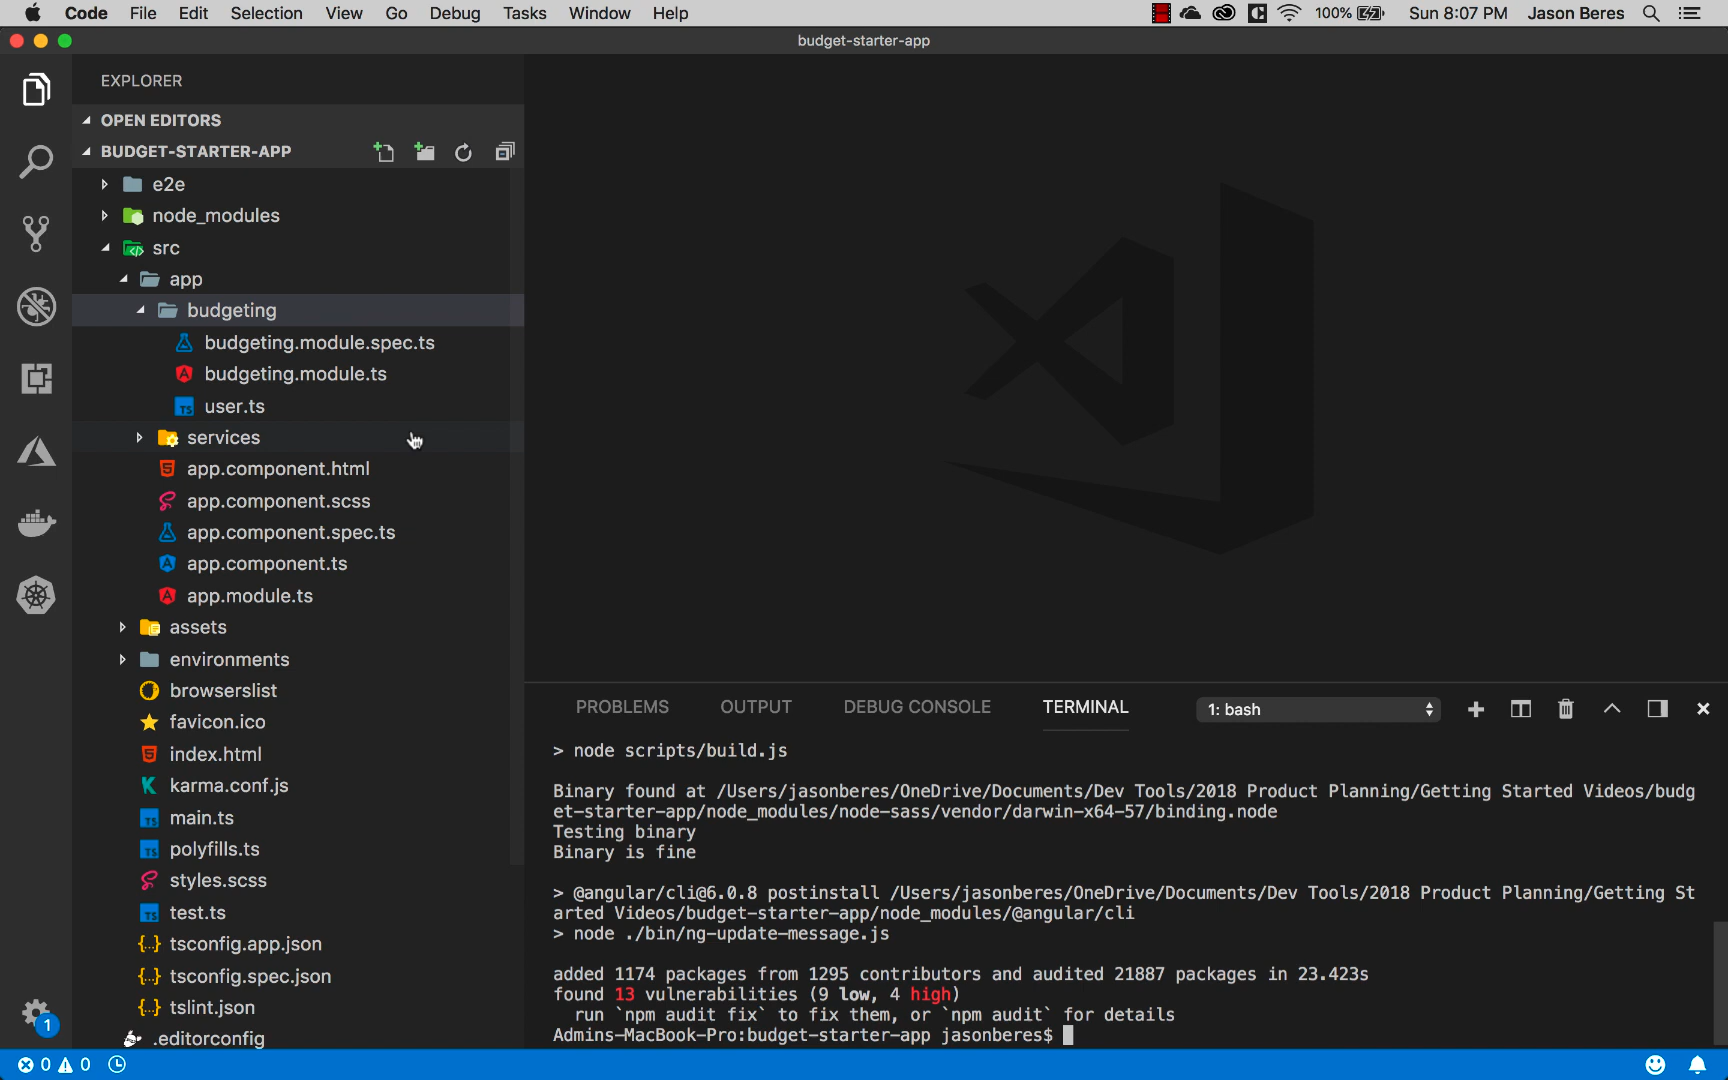 Code File Edit Selection View Go Debug Tasks Window Help 100% Sun 8:07 PM Jason Beres
budget-starter-app
EXPLORER
OPEN EDITORS
BUDGET-STARTER-APP
e2e
node_modules
src
app
budgeting
budgeting.module.spec.ts
budgeting.module.ts
user.ts
services
app.component.html
app.component.scss
app.component.spec.ts
app.component.ts
app.module.ts
assets
environments
browserslist
favicon.ico
index.html
karma.conf.js
main.ts
polyfills.ts
styles.scss
test.ts
tsconfig.app.json
tsconfig.spec.json
tslint.json
.editorconfig
PROBLEMS OUTPUT DEBUG CONSOLE TERMINAL 1: bash
> node scripts/build.js
Binary found at /Users/jasonberes/OneDrive/Documents/Dev Tools/2018 Product Planning/Getting Started Videos/budg
et-starter-app/node_modules/node-sass/vendor/darwin-x64-57/binding.node
Testing binary
Binary is fine
> @angular/cli@6.0.8 postinstall /Users/jasonberes/OneDrive/Documents/Dev Tools/2018 Product Planning/Getting St
arted Videos/budget-starter-app/node_modules/@angular/cli
> node ./bin/ng-update-message.js
added 1174 packages from 1295 contributors and audited 21887 packages in 23.423s
found 13 vulnerabilities (9 low, 4 high)
run `npm audit fix` to fix them, or `npm audit` for details
Admins-MacBook-Pro:budget-starter-app jasonberes$
1
0 0